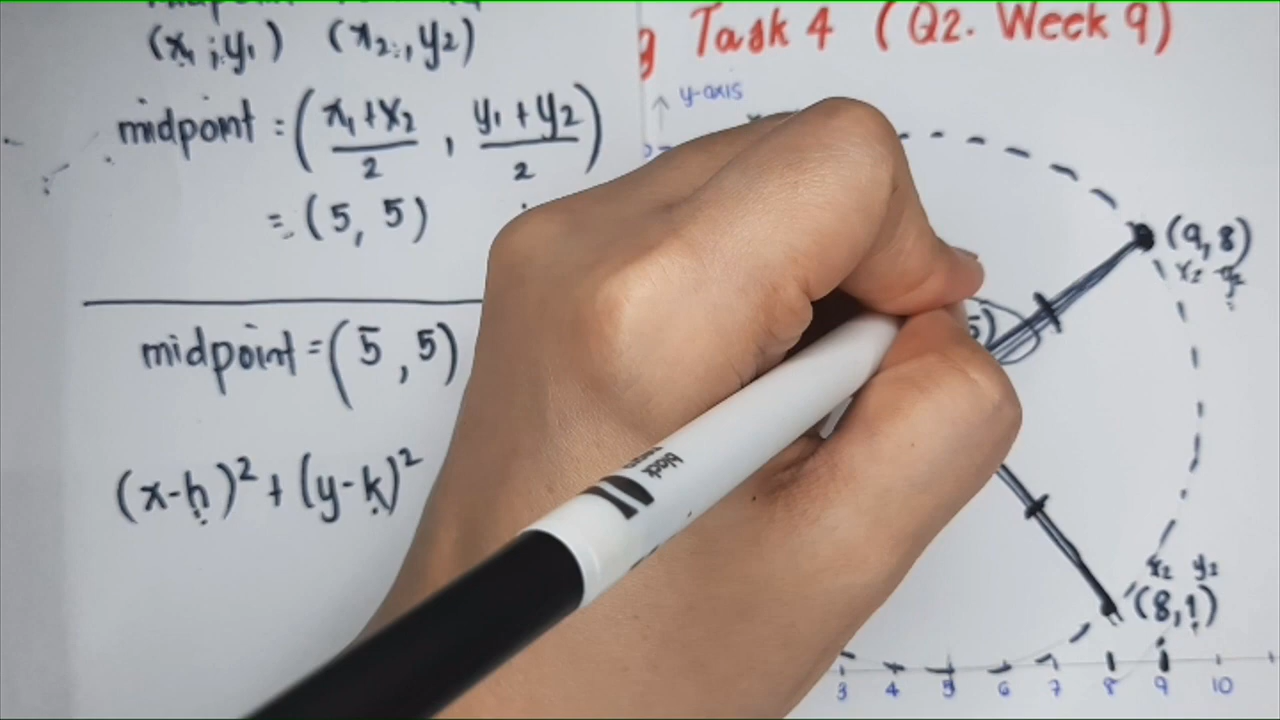 midpoint
(x₁, y₁) (x₂, y₂)
midpoint = (x₁+x₂/2, y₁+y₂/2)
= (5, 5)
midpoint = (5, 5)
(x-h)² + (y-k)²
g Task 4 (Q2. Week 9)
y-axis
(9, 8)
x₂ y₂
5)
x₂ y₂
(8, 1)
3 4 5 6 7 8 9 10
black